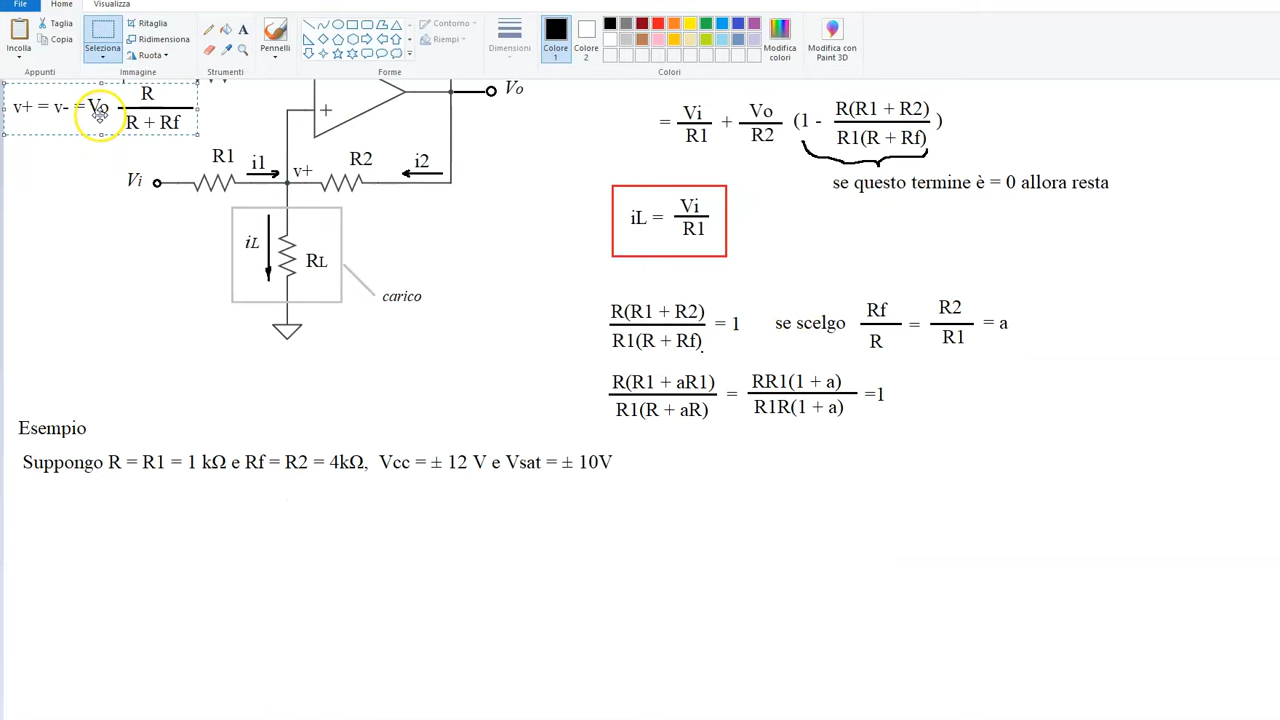 File Home Visualizza
Incolla
Taglia
Copia
Appunti
Seleziona
Ritaglia
Ridimensiona
Ruota
Immagine
A
Strumenti
Pennelli
Contorno
Riempi
Forme
Dimensioni
Colore 1
Colore 2
Modifica colori
Colori
Modifica con Paint 3D
v+ = v- = Vo R
R + Rf
Vo
+
R1 i1 v+ R2 i2
Vi
iL RL
carico
= Vi + Vo (1 - R(R1 + R2) )
R1 R2 R1(R + Rf)
se questo termine è = 0 allora resta
iL = Vi
R1
R(R1 + R2) = 1 se scelgo Rf = R2 = a
R1(R + Rf) R R1
R(R1 + aR1) = RR1(1 + a) =1
R1(R + aR) R1R(1 + a)
Esempio
Suppongo R = R1 = 1 kΩ e Rf = R2 = 4kΩ, Vcc = ± 12 V e Vsat = ± 10V